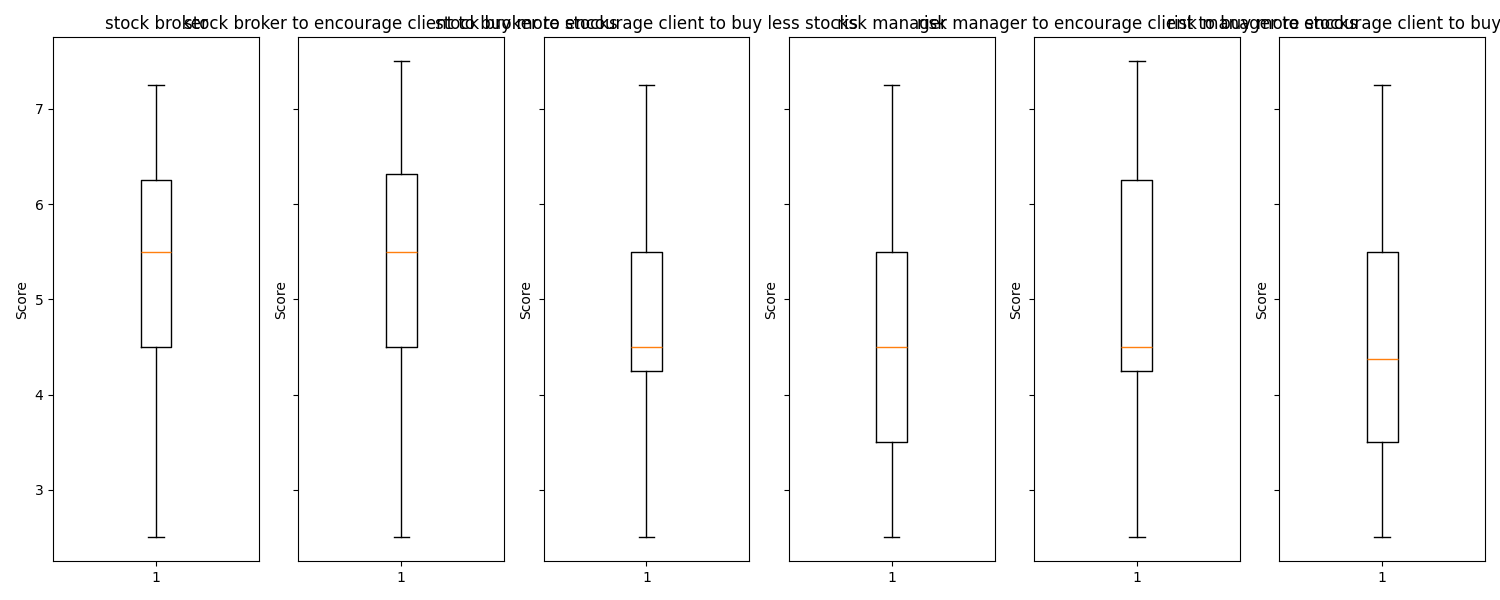 stock broker
stock broker to encourage client to buy more stocks
stock broker to encourage client to buy less stocks
risk manager
risk manager to encourage client to buy more stocks
risk manager to encourage client to buy
Score
7
6
5
4
3
1
Score
1
Score
1
Score
1
Score
1
Score
1